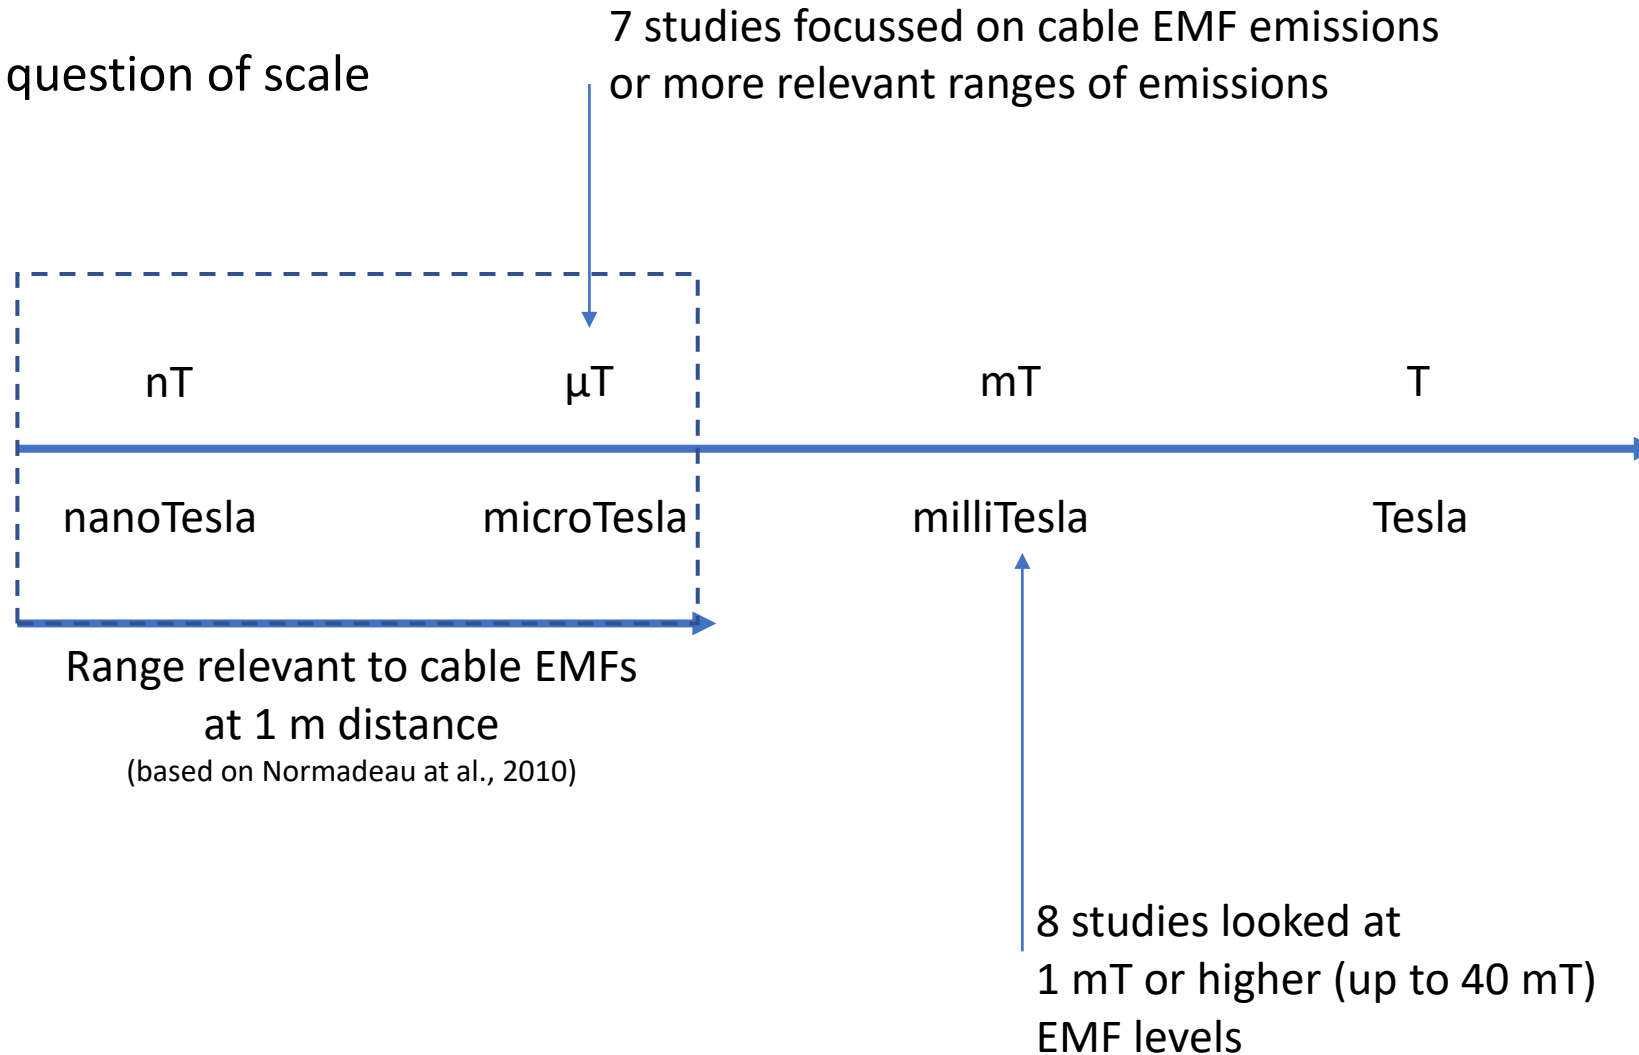 7 studies focussed on cable EMF emissions
or more relevant ranges of emissions
question of scale
nT
µT
mT
T
nanoTesla
microTesla
milliTesla
Tesla
Range relevant to cable EMFs
at 1 m distance
(based on Normadeau at al., 2010)
8 studies looked at
1 mT or higher (up to 40 mT)
EMF levels